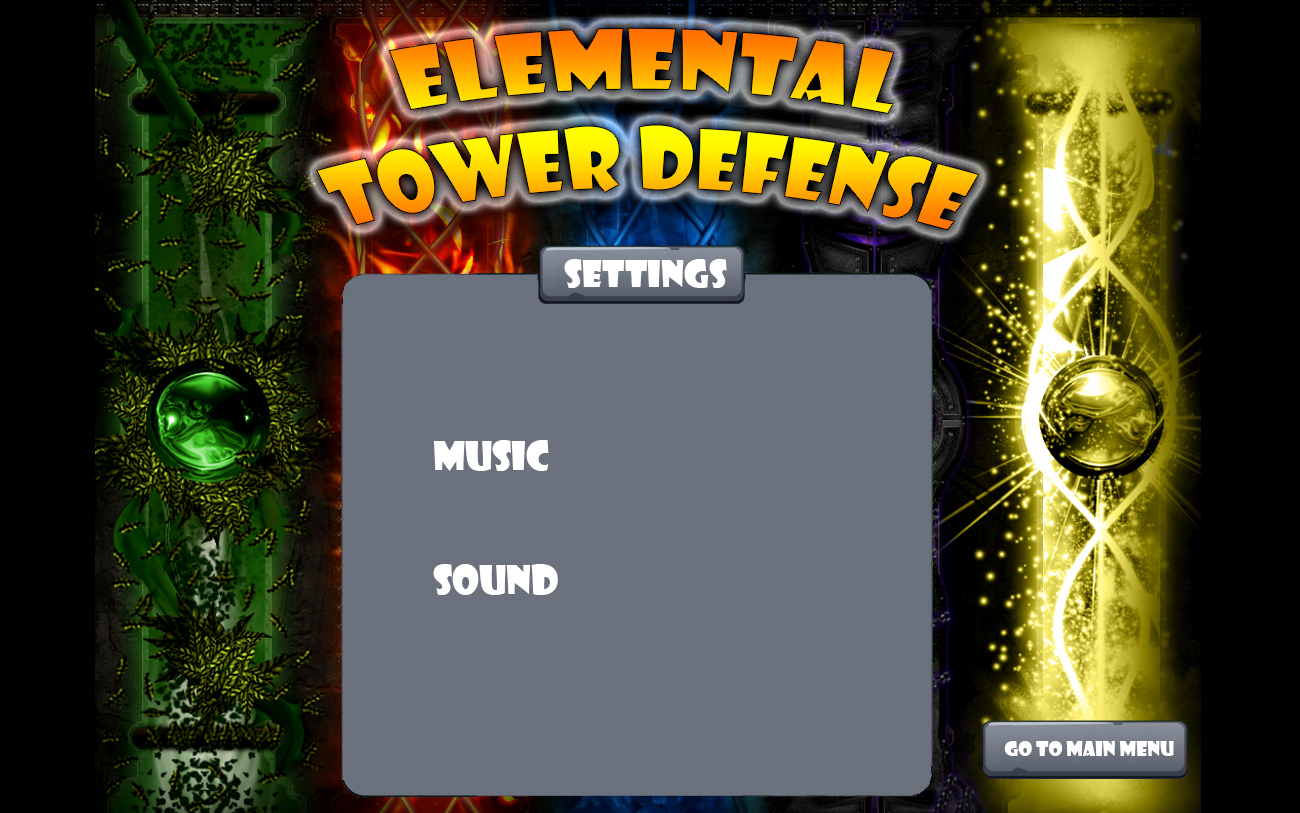 ELEMENTAL
TOWER DEFENSE
SETTINGS
MUSIC
SOUND
GO TO MAIN MENU